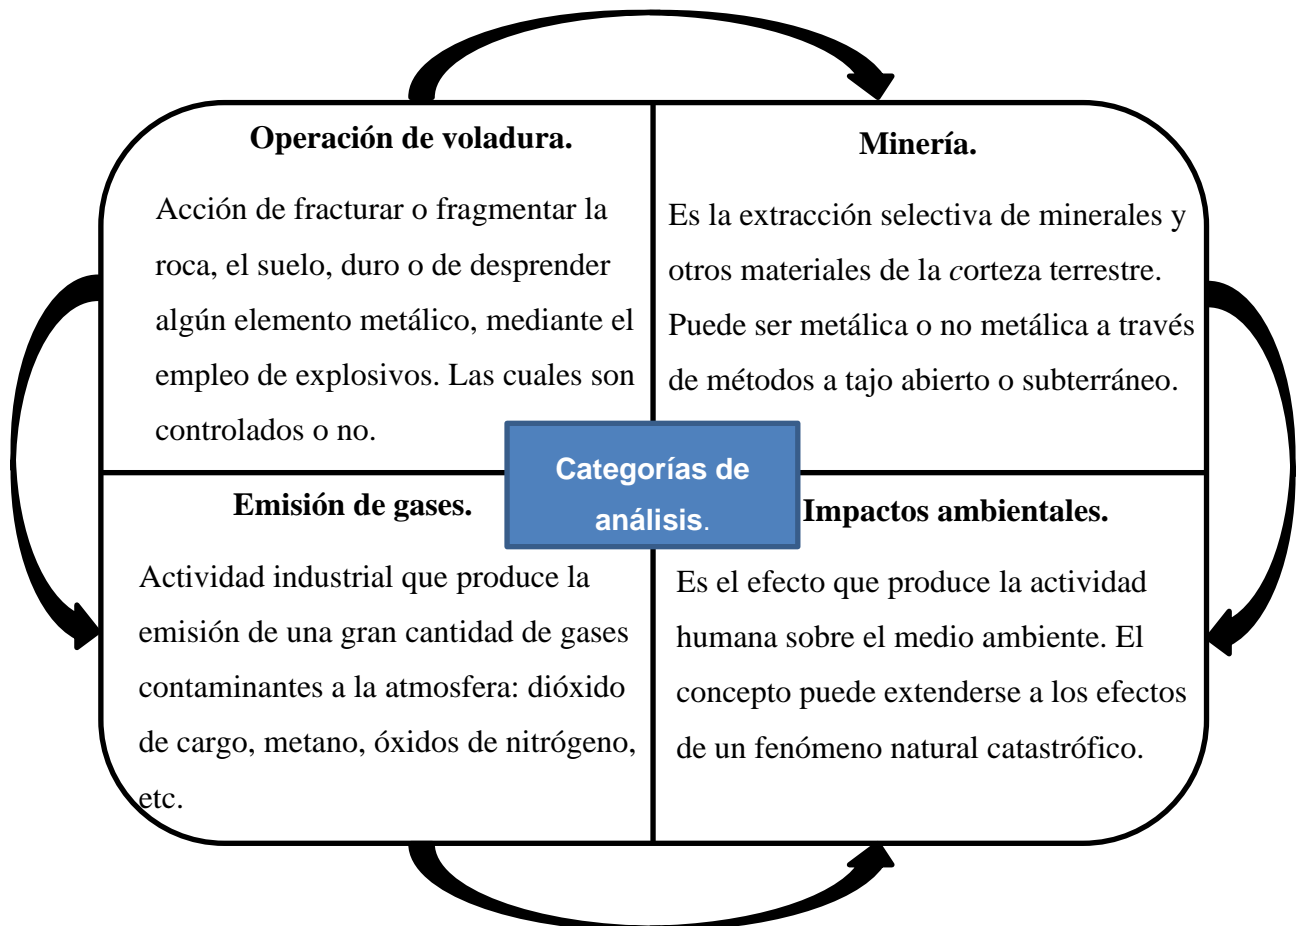 Operación de voladura.
Acción de fracturar o fragmentar la
roca, el suelo, duro o de desprender
algún elemento metálico, mediante el
empleo de explosivos. Las cuales son
controlados o no.
Minería.
Es la extracción selectiva de minerales y
otros materiales de la corteza terrestre.
Puede ser metálica o no metálica a través
de métodos a tajo abierto o subterráneo.
Categorías de
análisis.
Emisión de gases.
Actividad industrial que produce la
emisión de una gran cantidad de gases
contaminantes a la atmosfera: dióxido
de cargo, metano, óxidos de nitrógeno,
etc.
Impactos ambientales.
Es el efecto que produce la actividad
humana sobre el medio ambiente. El
concepto puede extenderse a los efectos
de un fenómeno natural catastrófico.